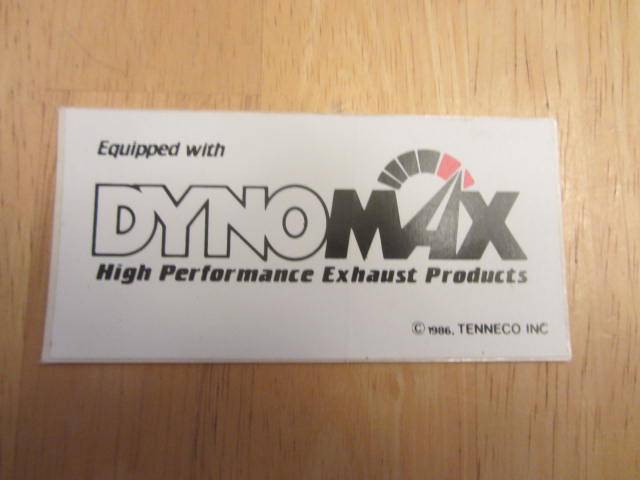 Equipped with
DYNOMAX
High Performance Exhaust Products
© 1986, TENNECO INC